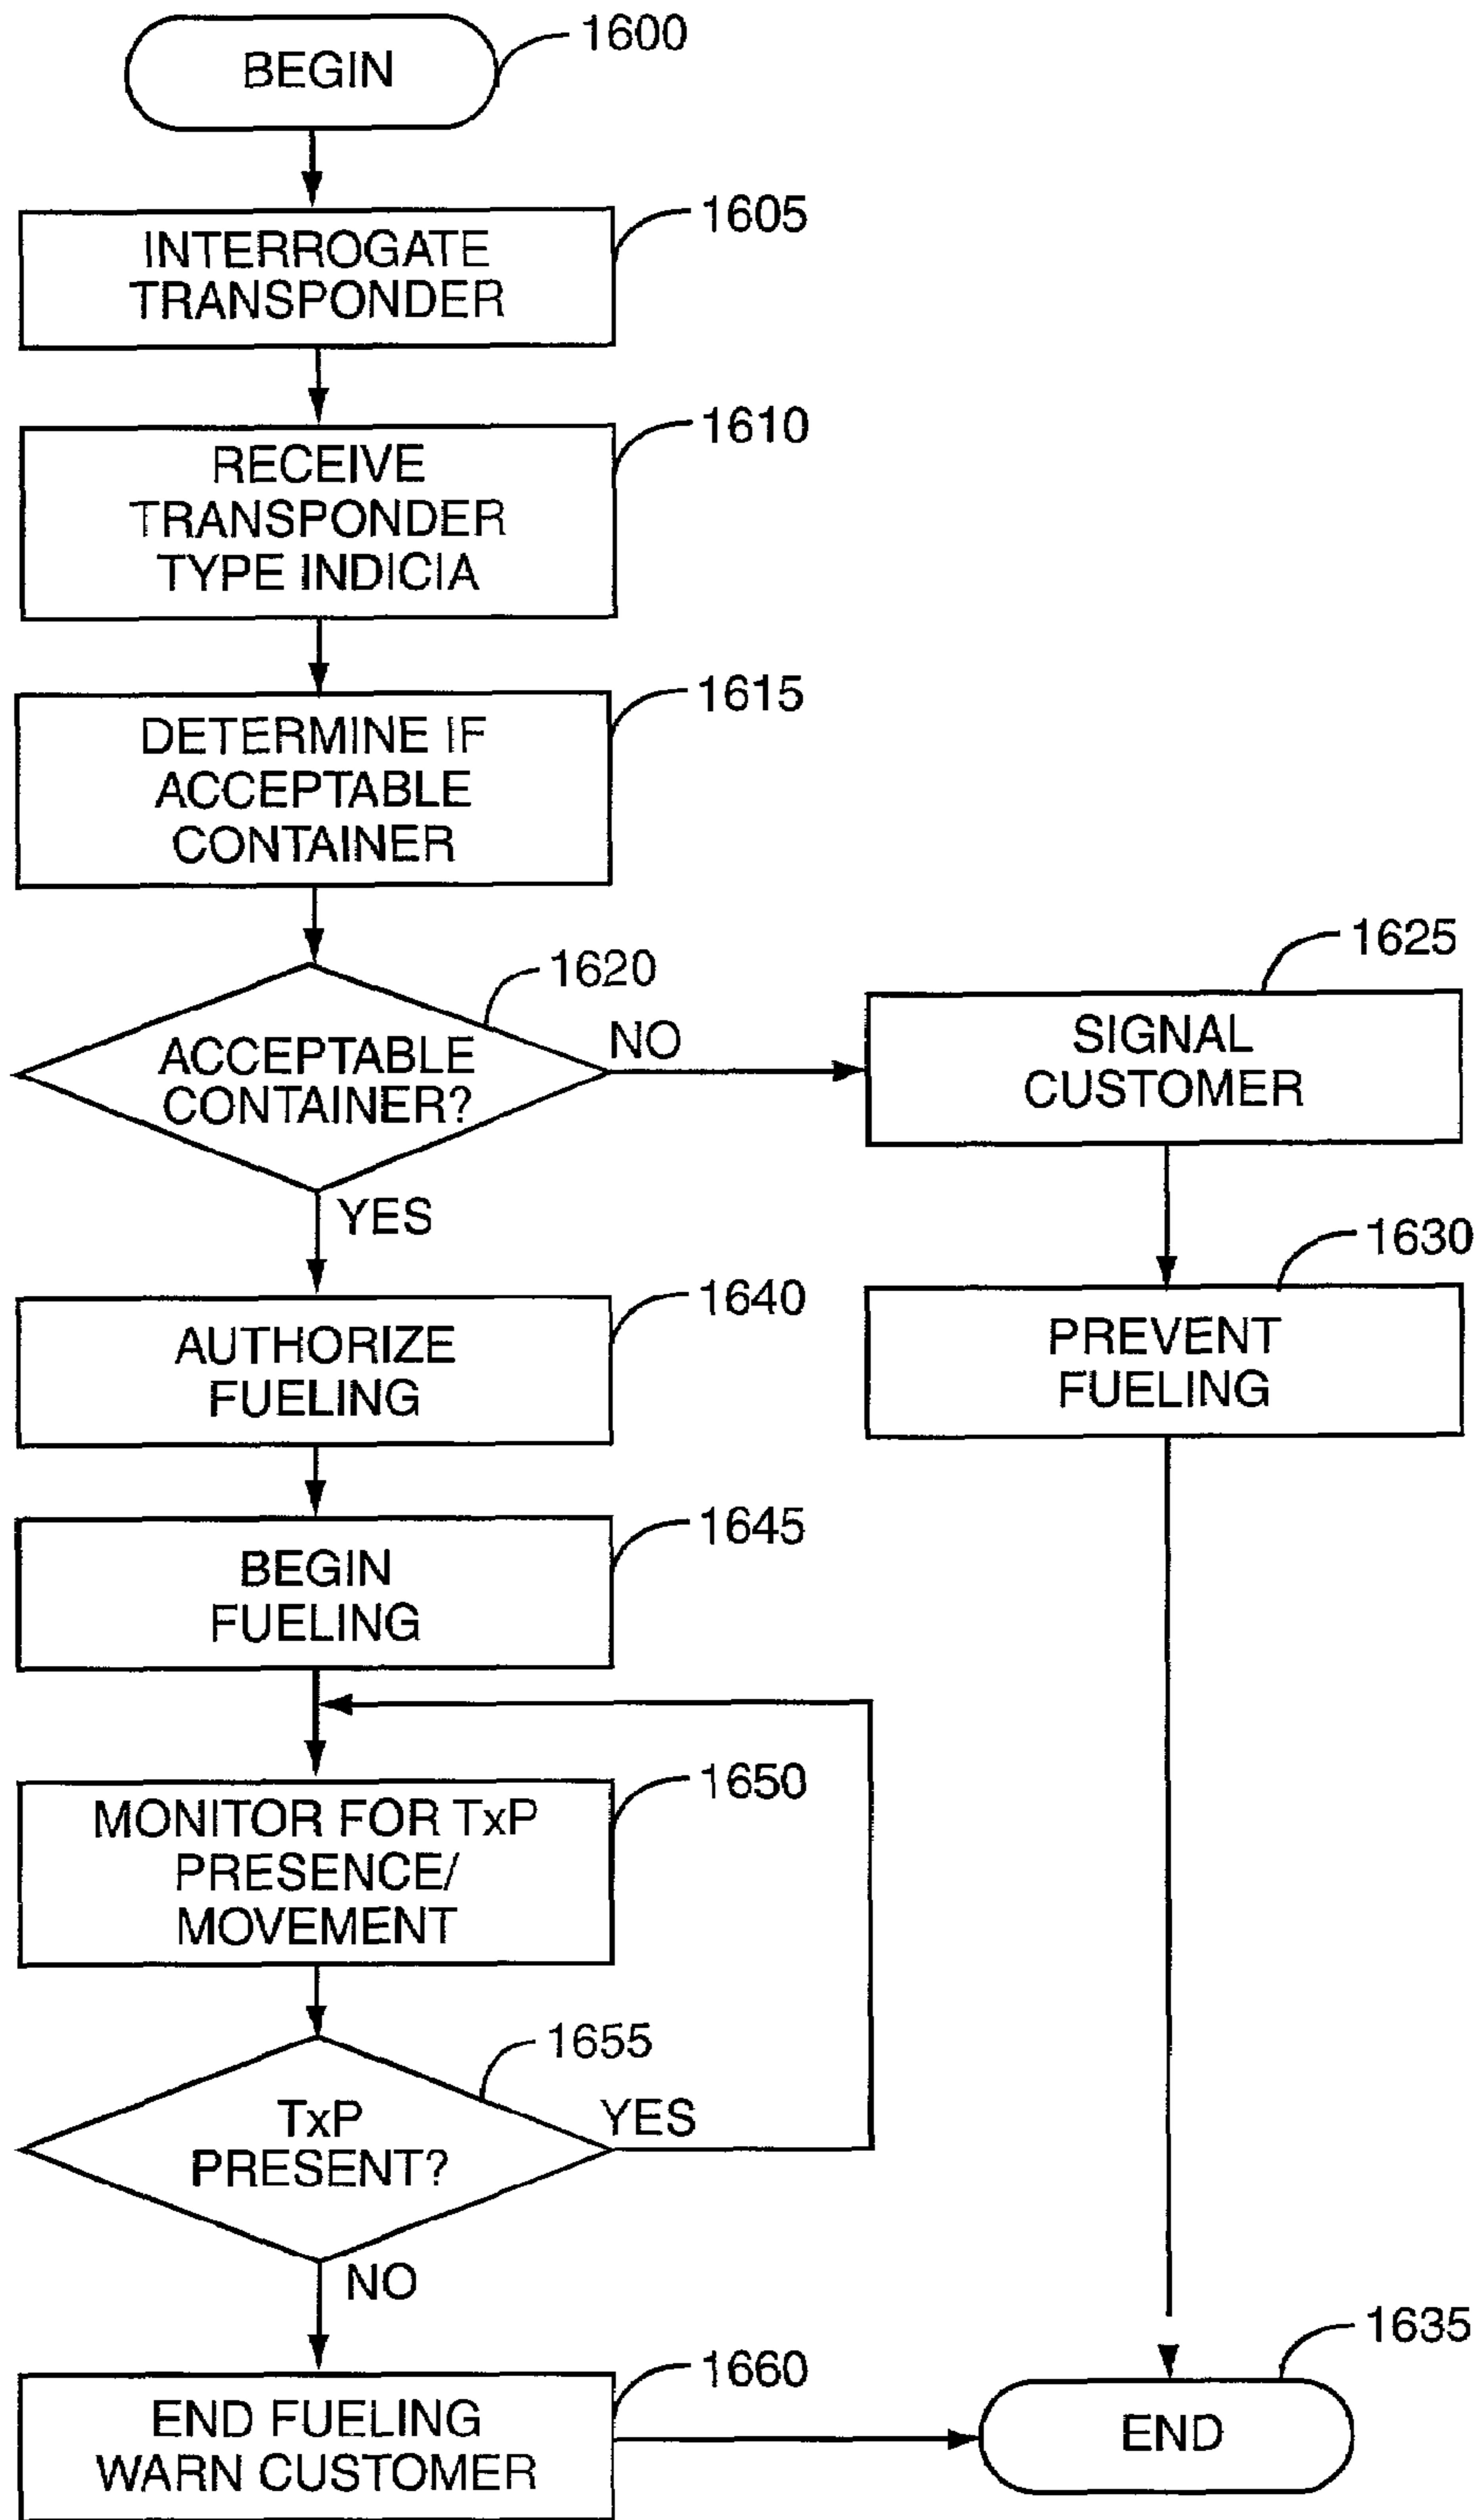 BEGIN
1600
INTERROGATE
TRANSPONDER
1605
RECEIVE
TRANSPONDER
TYPE INDICIA
1610
DETERMINE IF
ACCEPTABLE
CONTAINER
1615
ACCEPTABLE
CONTAINER?
1620
NO
YES
SIGNAL
CUSTOMER
1625
PREVENT
FUELING
1630
AUTHORIZE
FUELING
1640
BEGIN
FUELING
1645
MONITOR FOR TxP
PRESENCE/
MOVEMENT
1650
TxP
PRESENT?
1655
YES
NO
END FUELING
WARN CUSTOMER
1660
END
1635